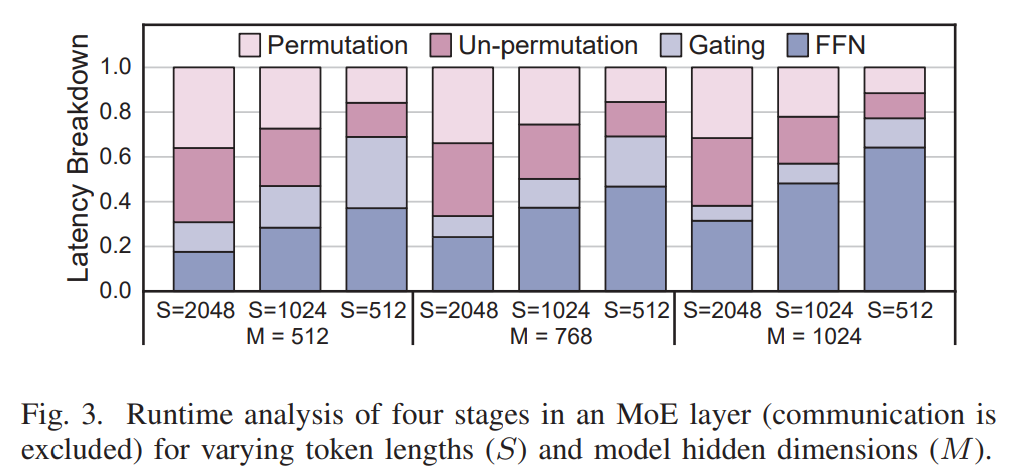 Permutation Un-permutation Gating FFN
Latency Breakdown
1.0
0.8
0.6
0.4
0.2
0.0
S=2048 S=1024 S=512 S=2048 S=1024 S=512 S=2048 S=1024 S=512
M = 512 M = 768 M = 1024
Fig. 3. Runtime analysis of four stages in an MoE layer (communication is
excluded) for varying token lengths (S) and model hidden dimensions (M).